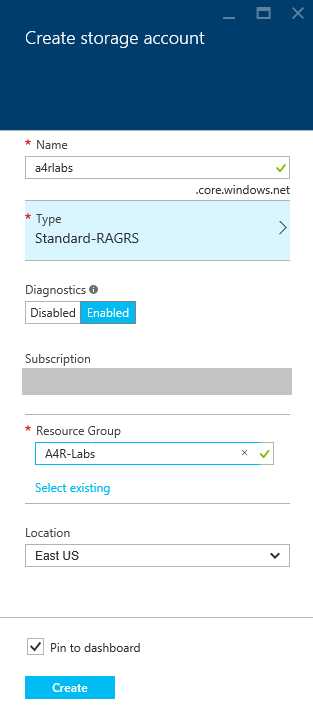 Create storage account
* Name
a4rlabs
.core.windows.net
* Type
Standard-RAGRS
Diagnostics
Disabled Enabled
Subscription
* Resource Group
A4R-Labs
Select existing
Location
East US
Pin to dashboard
Create